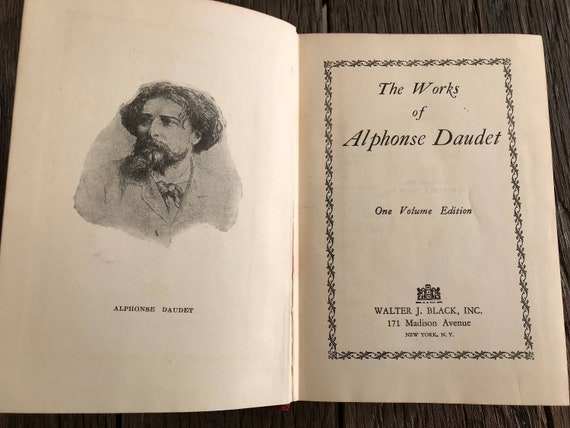 ALPHONSE DAUDET
The Works
of
Alphonse Daudet
One Volume Edition
WALTER J. BLACK, INC.
171 Madison Avenue
NEW YORK, N. Y.